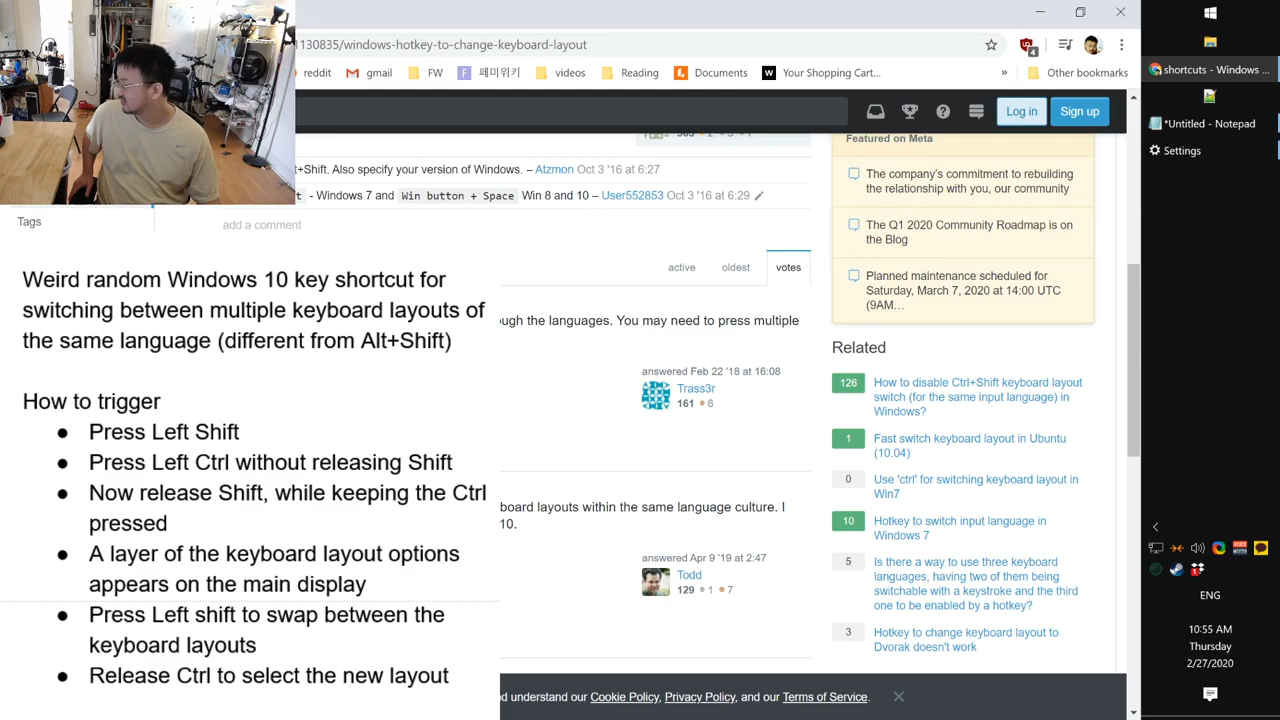 1130835/windows-hotkey-to-change-keyboard-layout
4
reddit
gmail
FW
페미위키
videos
Reading
Documents
Your Shopping Cart...
»
Other bookmarks
Log in
Sign up
+Shift. Also specify your version of Windows. – Atzmon Oct 3 '16 at 6:27
- Windows 7 and Win button + Space Win 8 and 10 – User552853 Oct 3 '16 at 6:29
Tags
add a comment
active
oldest
votes
Weird random Windows 10 key shortcut for
switching between multiple keyboard layouts of
the same language (different from Alt+Shift)
How to trigger
● Press Left Shift
● Press Left Ctrl without releasing Shift
● Now release Shift, while keeping the Ctrl
pressed
● A layer of the keyboard layout options
appears on the main display
● Press Left shift to swap between the
keyboard layouts
● Release Ctrl to select the new layout
ugh the languages. You may need to press multiple
answered Feb 22 '18 at 16:08
Trass3r
161 ● 6
board layouts within the same language culture. I
10.
answered Apr 9 '19 at 2:47
Todd
129 ● 1 ● 7
Featured on Meta
The company's commitment to rebuilding
the relationship with you, our community
The Q1 2020 Community Roadmap is on
the Blog
Planned maintenance scheduled for
Saturday, March 7, 2020 at 14:00 UTC
(9AM...
Related
126 How to disable Ctrl+Shift keyboard layout
switch (for the same input language) in
Windows?
1 Fast switch keyboard layout in Ubuntu
(10.04)
0 Use 'ctrl' for switching keyboard layout in
Win7
10 Hotkey to switch input language in
Windows 7
5 Is there a way to use three keyboard
languages, having two of them being
switchable with a keystroke and the third
one to be enabled by a hotkey?
3 Hotkey to change keyboard layout to
Dvorak doesn't work
d understand our Cookie Policy, Privacy Policy, and our Terms of Service.
shortcuts - Windows ...
*Untitled - Notepad
Settings
ENG
10:55 AM
Thursday
2/27/2020